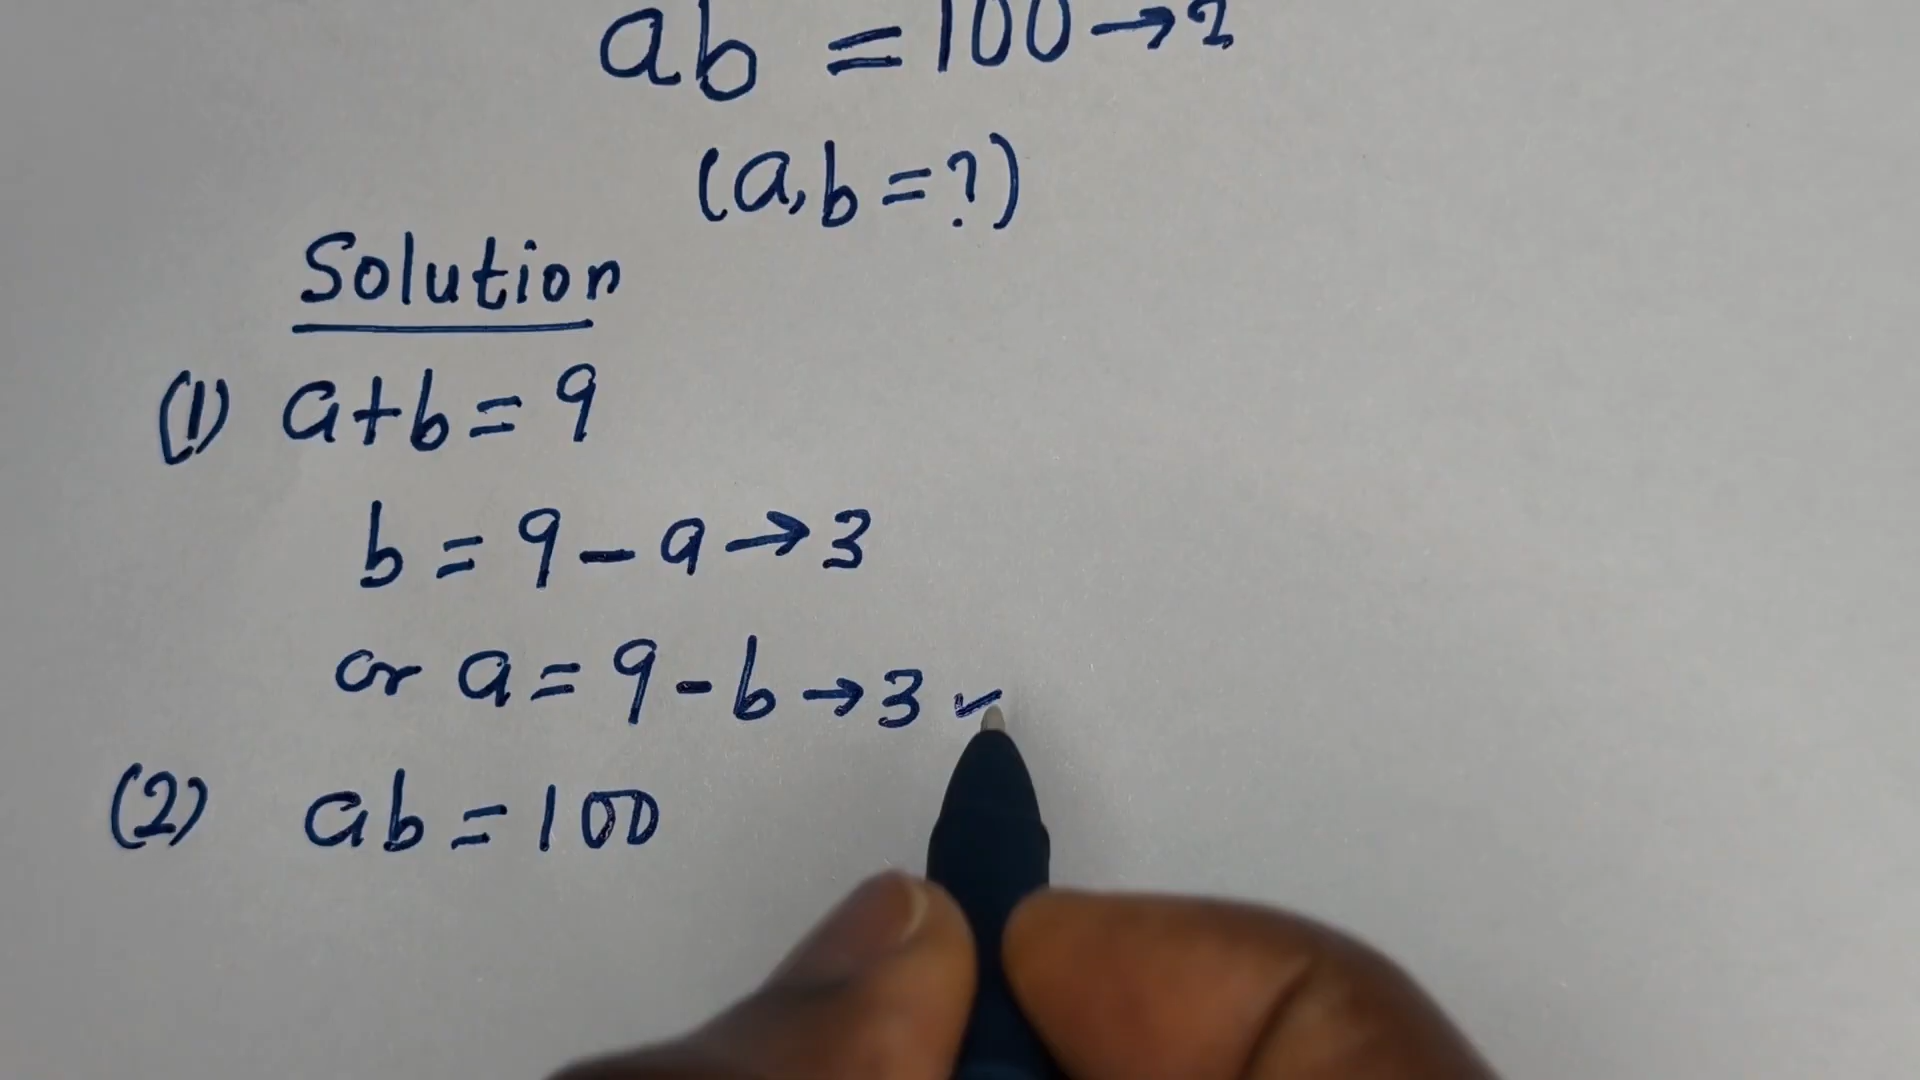 ab = 100 → 2
(a, b = ?)
Solution
(1) a+b = 9
b = 9 - a → 3
or a = 9 - b → 3 ✓
(2) ab = 100